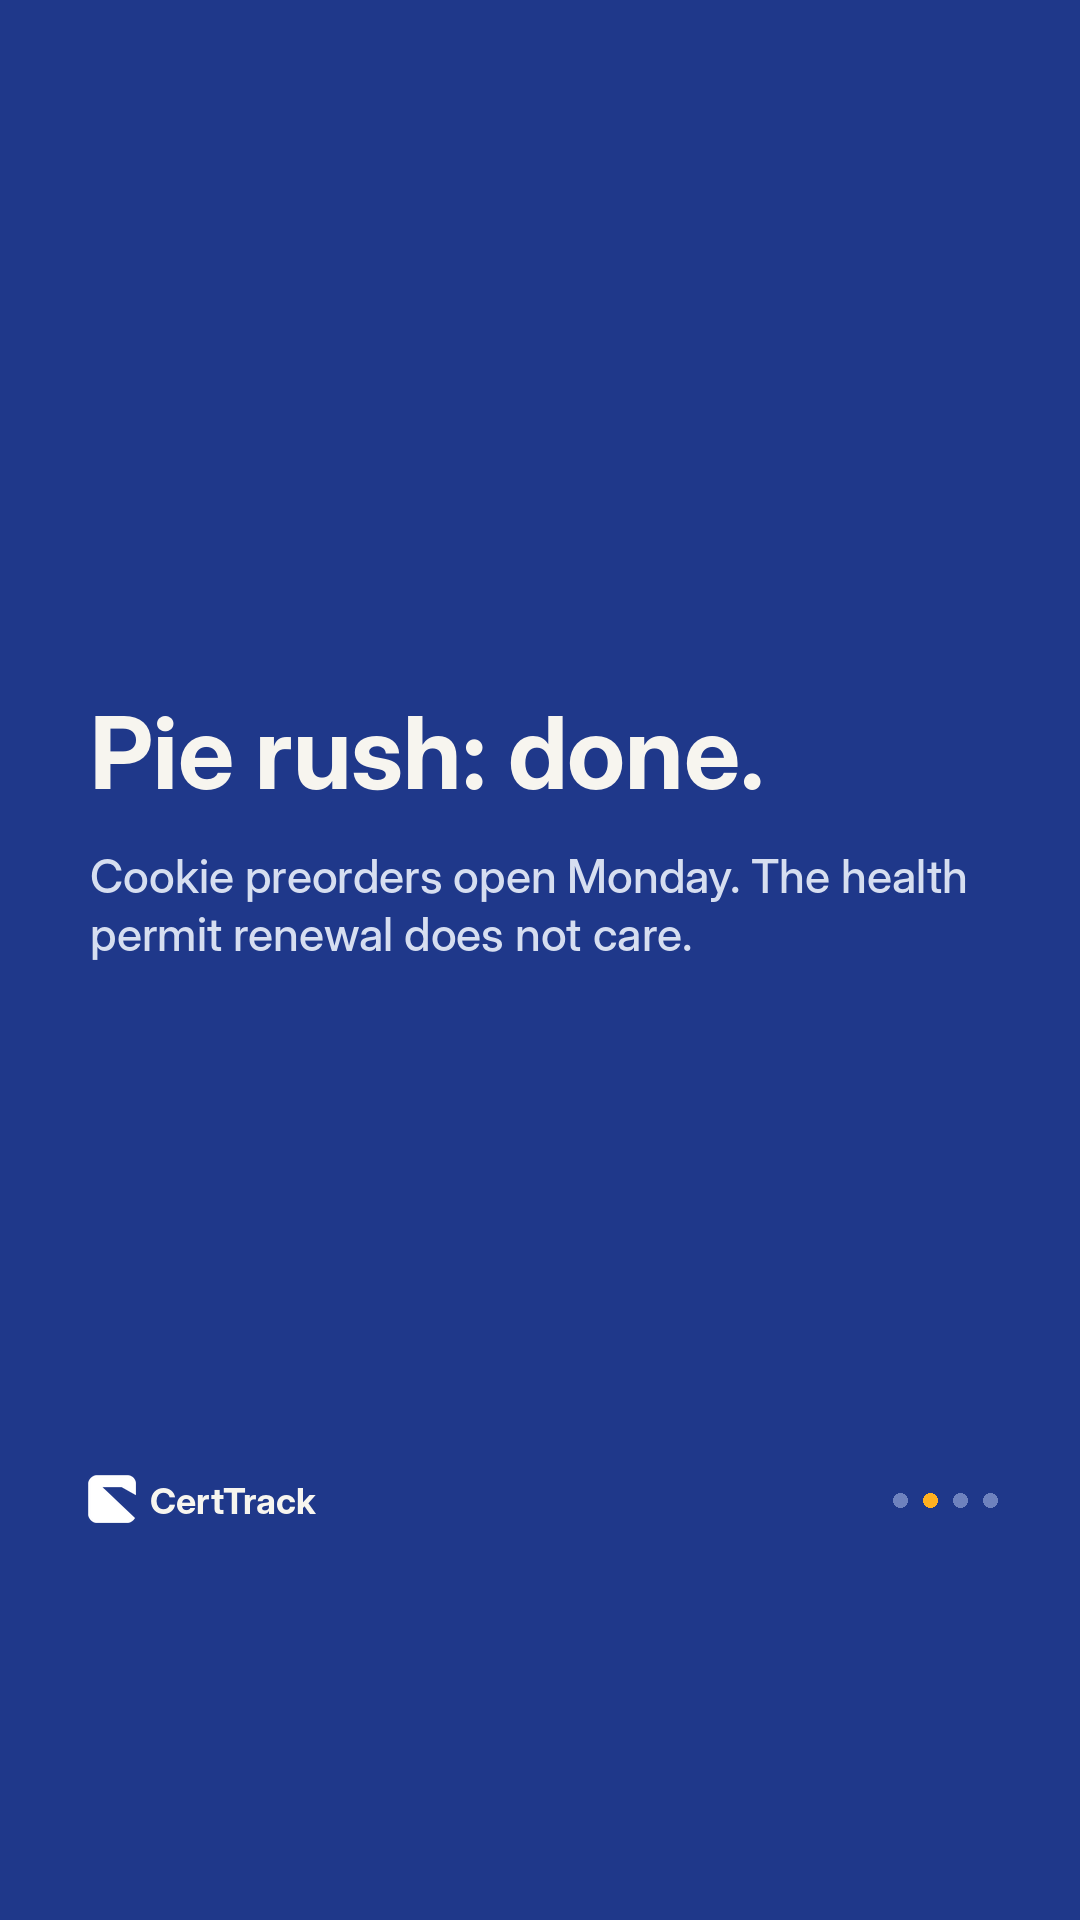 Pie rush: done.
Cookie preorders open Monday. The health
permit renewal does not care.
CertTrack